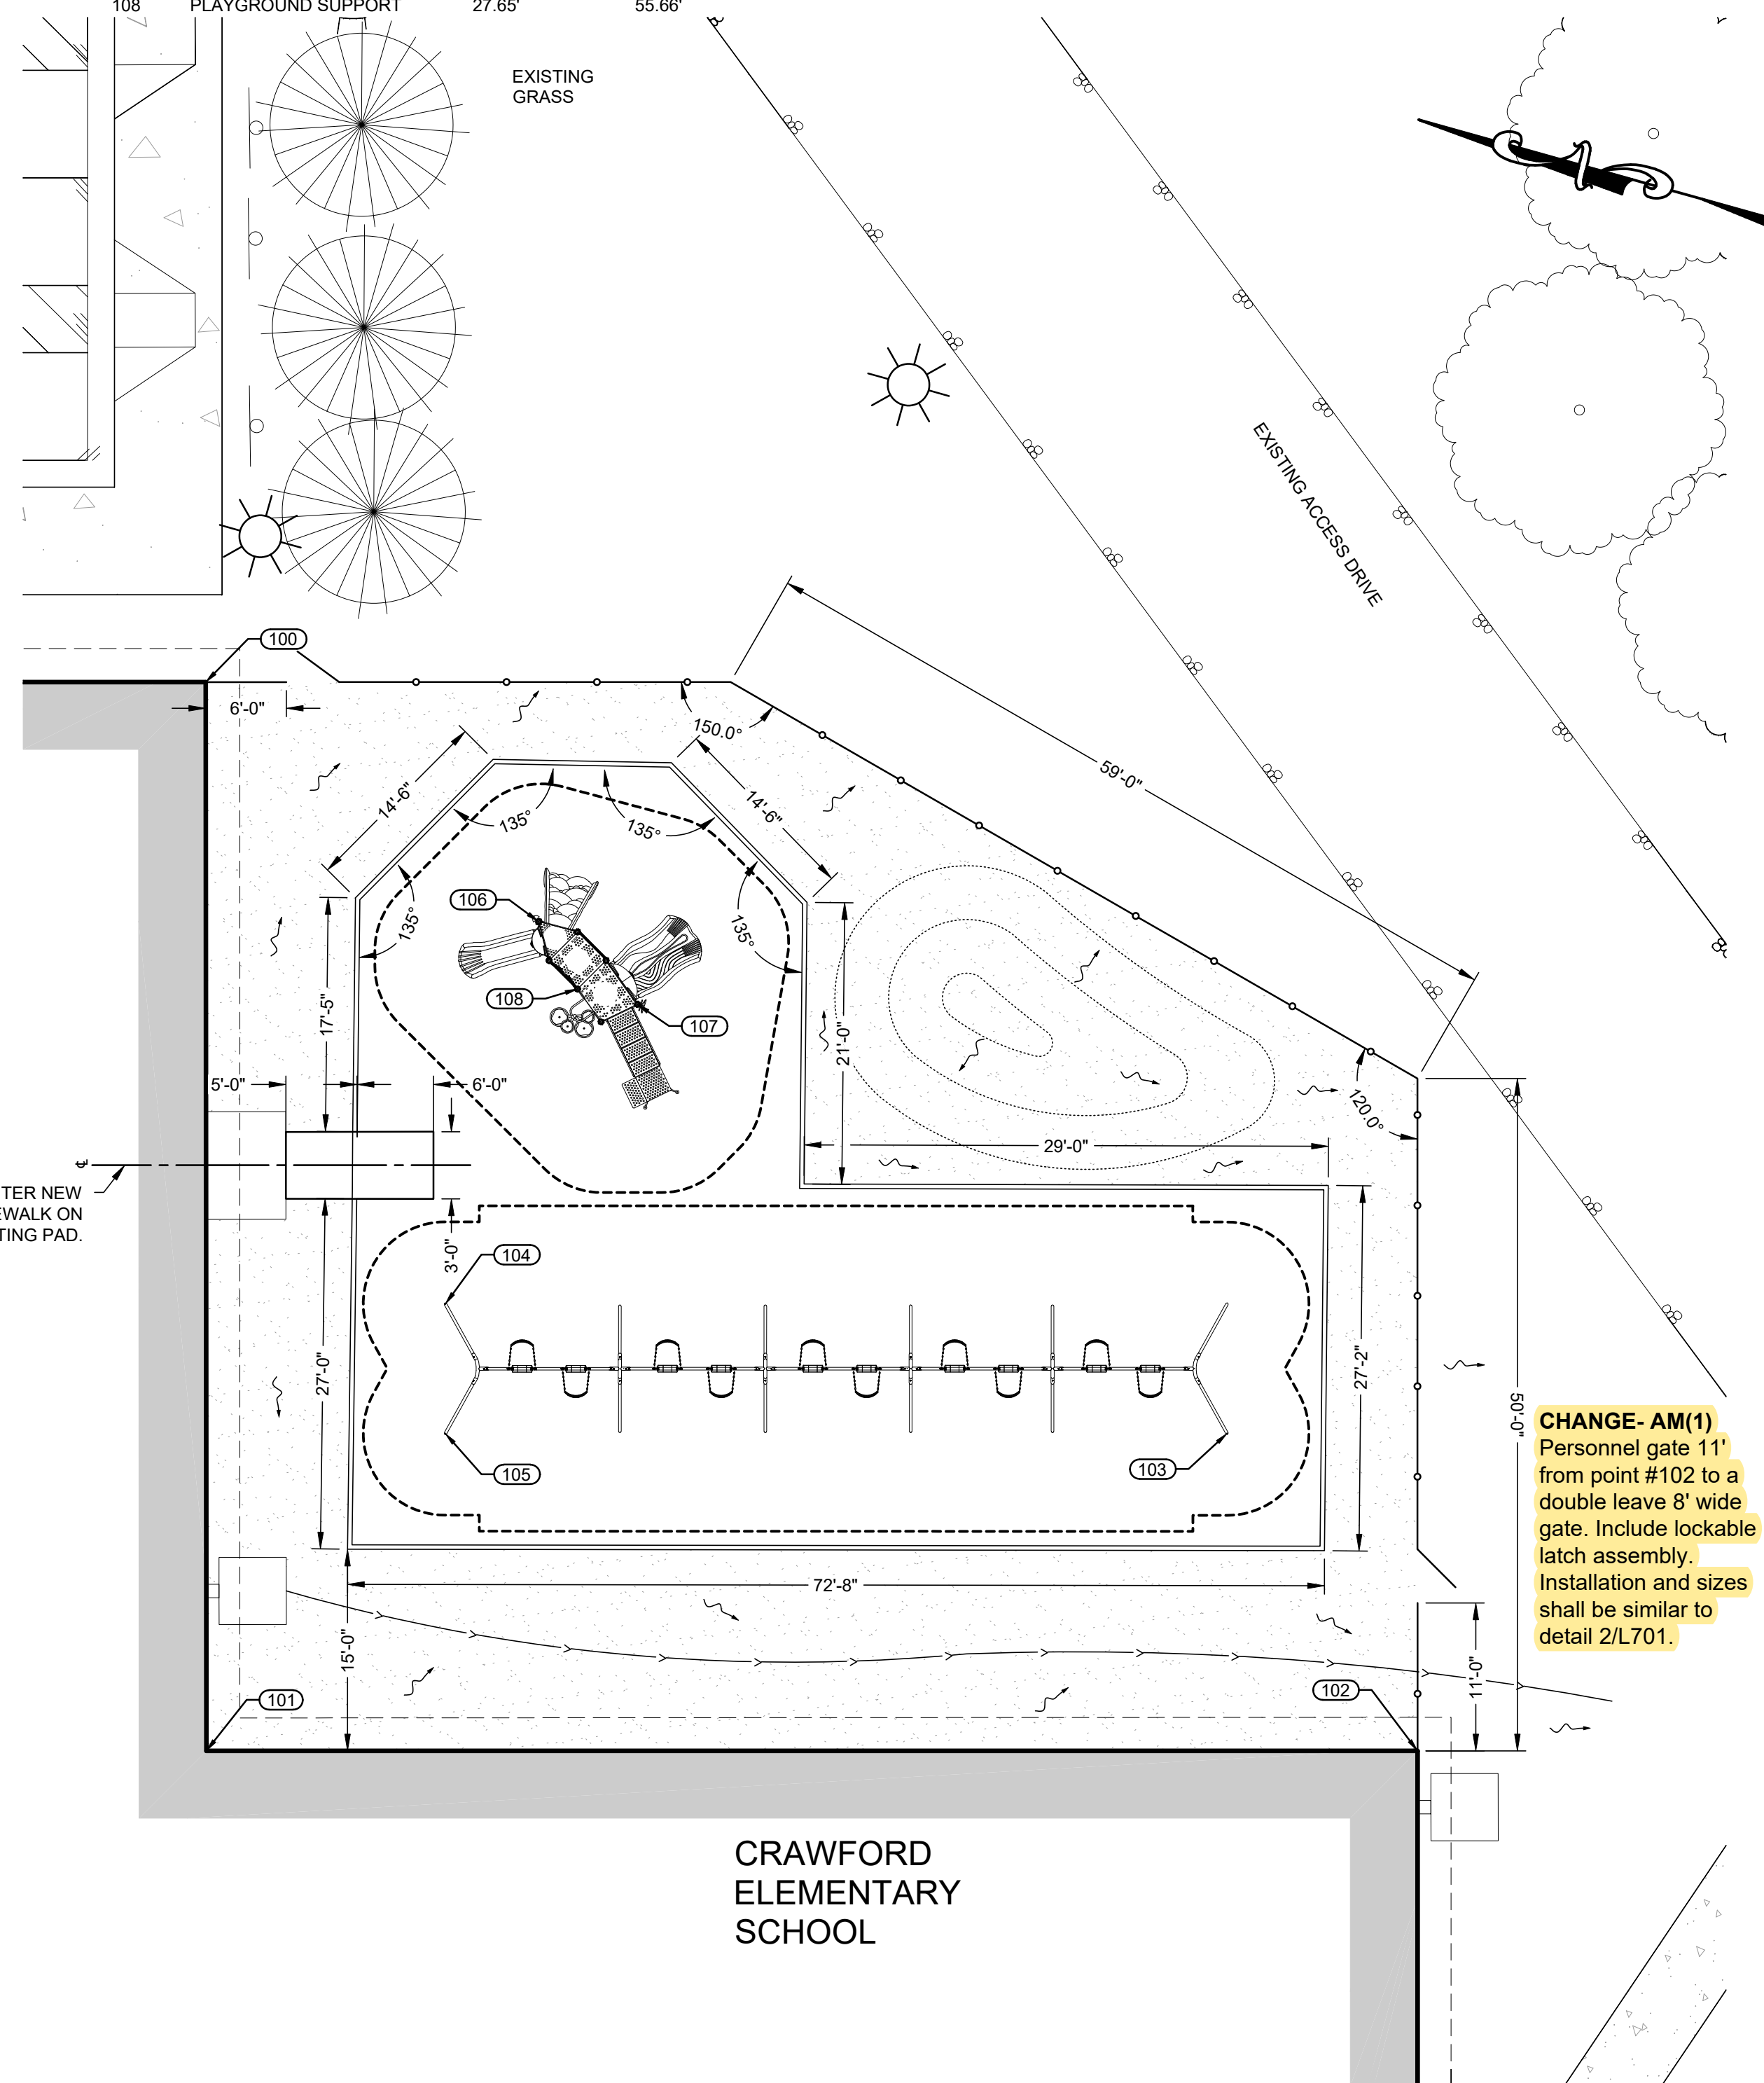 108 PLAYGROUND SUPPORT 27.65' 55.66'
EXISTING
GRASS
EXISTING ACCESS DRIVE
100
6'-0"
150.0°
59'-0"
14'-6"
14'-6"
135°
135°
135°
135°
106
108
107
17'-5"
21'-0"
5'-0"
6'-0"
120.0°
29'-0"
℄
TER NEW
EWALK ON
TING PAD.
3'-0"
104
27'-0"
27'-2"
50'-0"
105
103
CHANGE- AM(1)
Personnel gate 11'
from point #102 to a
double leave 8' wide
gate. Include lockable
latch assembly.
Installation and sizes
shall be similar to
detail 2/L701.
72'-8"
15'-0"
11'-0"
101
102
CRAWFORD
ELEMENTARY
SCHOOL